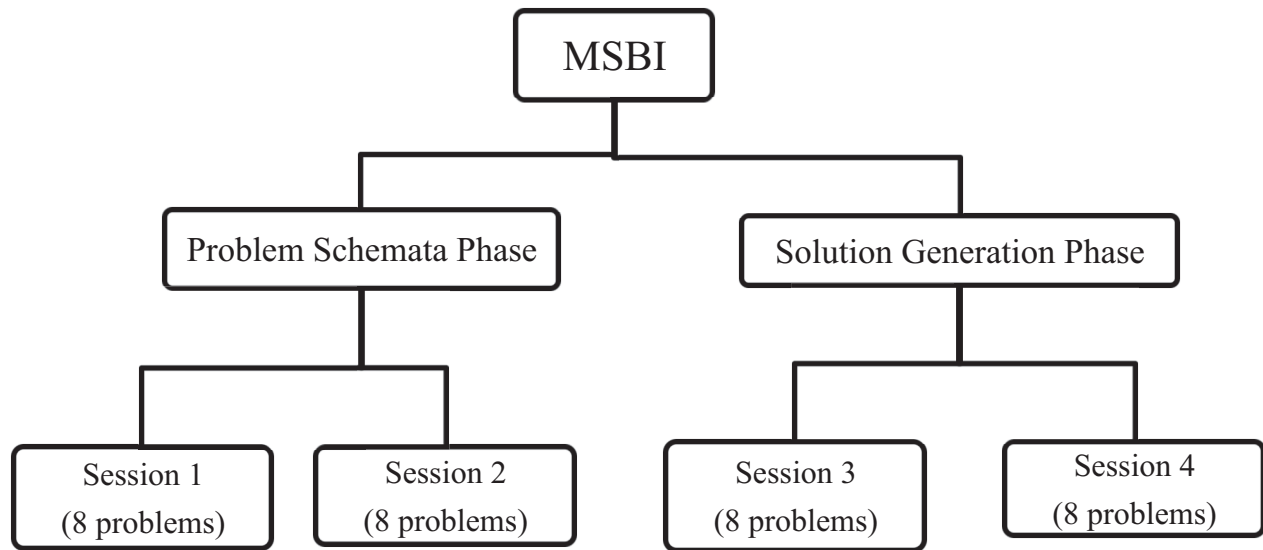 MSBI
Problem Schemata Phase
Solution Generation Phase
Session 1
(8 problems)
Session 2
(8 problems)
Session 3
(8 problems)
Session 4
(8 problems)